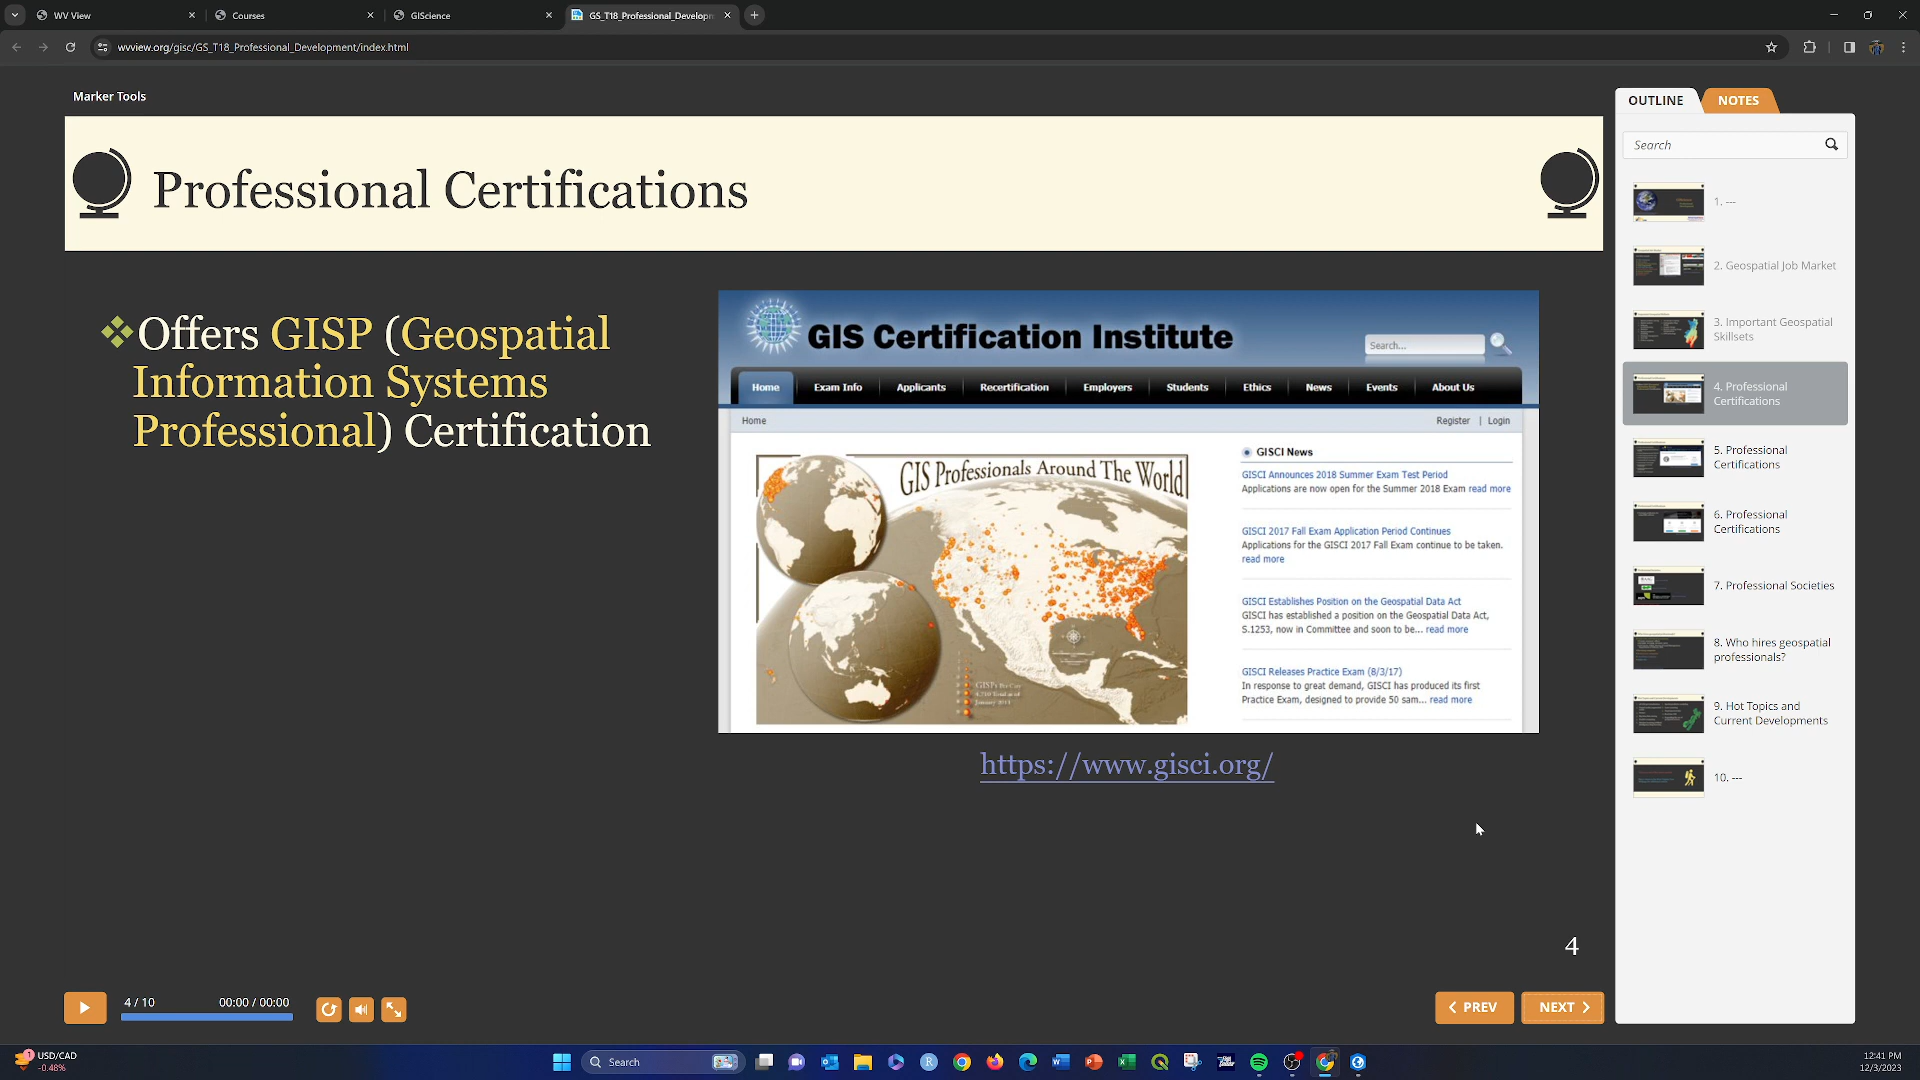 WV View
Courses
GIScience
GS_T18_Professional_Developm
wvview.org/gisc/GS_T18_Professional_Development/index.html
Marker Tools
Professional Certifications
Offers GISP (Geospatial
Information Systems
Professional) Certification
GIS Certification Institute
Search...
Home
Exam Info
Applicants
Recertification
Employers
Students
Ethics
News
Events
About Us
Home
Register | Login
GIS Professionals Around The World
GISCI News
GISCI Announces 2018 Summer Exam Test Period
Applications are now open for the Summer 2018 Exam read more
GISCI 2017 Fall Exam Application Period Continues
Applications for the GISCI 2017 Fall Exam continue to be taken.
read more
GISCI Establishes Position on the Geospatial Data Act
GISCI has established a position on the Geospatial Data Act,
S.1253, now in Committee and soon to be... read more
GISCI Releases Practice Exam (8/3/17)
In response to great demand, GISCI has produced its first
Practice Exam, designed to provide 50 sam... read more
https://www.gisci.org/
4
4 / 10
00:00 / 00:00
PREV
NEXT
OUTLINE
NOTES
Search
1. ---
2. Geospatial Job Market
3. Important Geospatial
Skillsets
4. Professional
Certifications
5. Professional
Certifications
6. Professional
Certifications
7. Professional Societies
8. Who hires geospatial
professionals?
9. Hot Topics and
Current Developments
10. ---
1
USD/CAD
-0.48%
Search
12:41 PM
12/3/2023